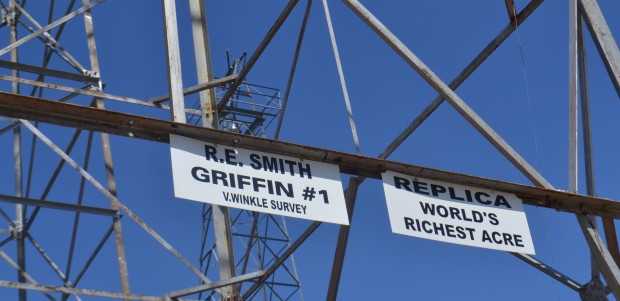 R.E. SMITH
GRIFFIN #1
V.WINKLE SURVEY
REPLICA
WORLD'S
RICHEST ACRE